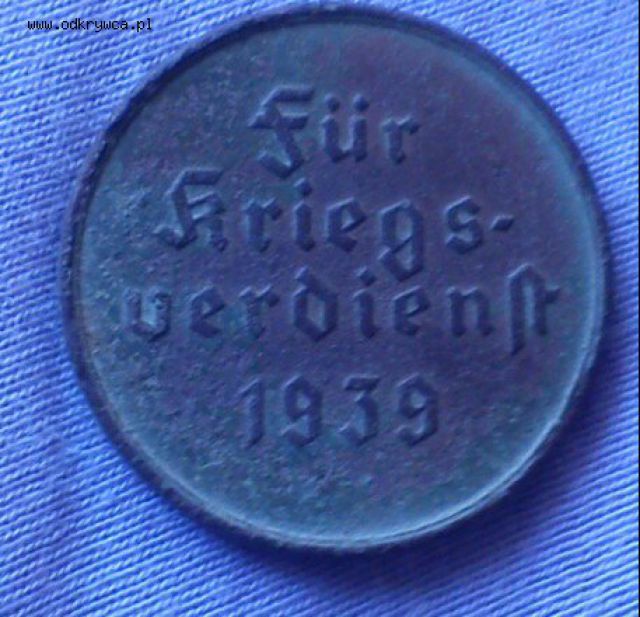 www.odkrywca.pl
Für
Kriegs-
verdienst
1939